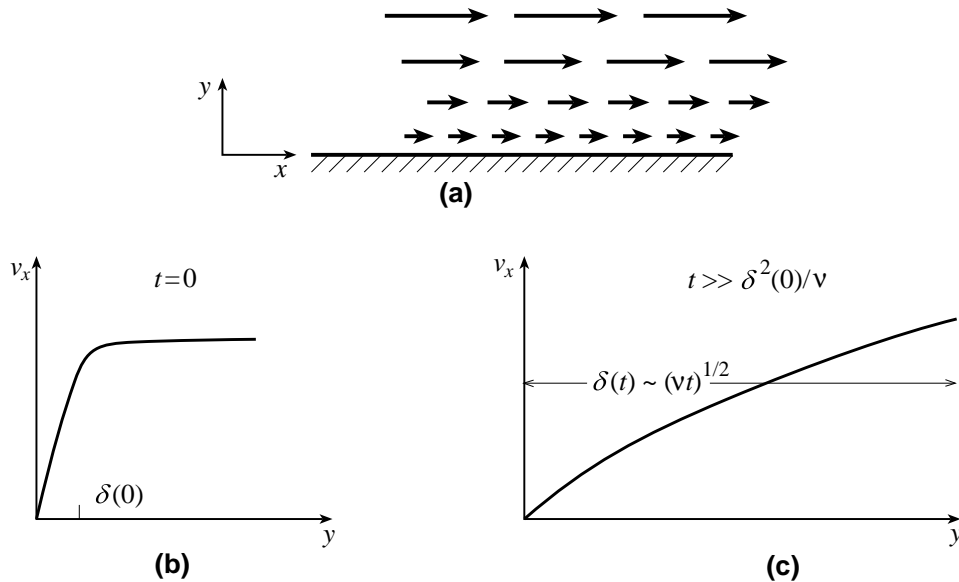 y
x
(a)
v_x
t=0
δ(0)
y
(b)
v_x
t >> δ^2(0)/ν
δ(t) ~ (νt)^{1/2}
y
(c)